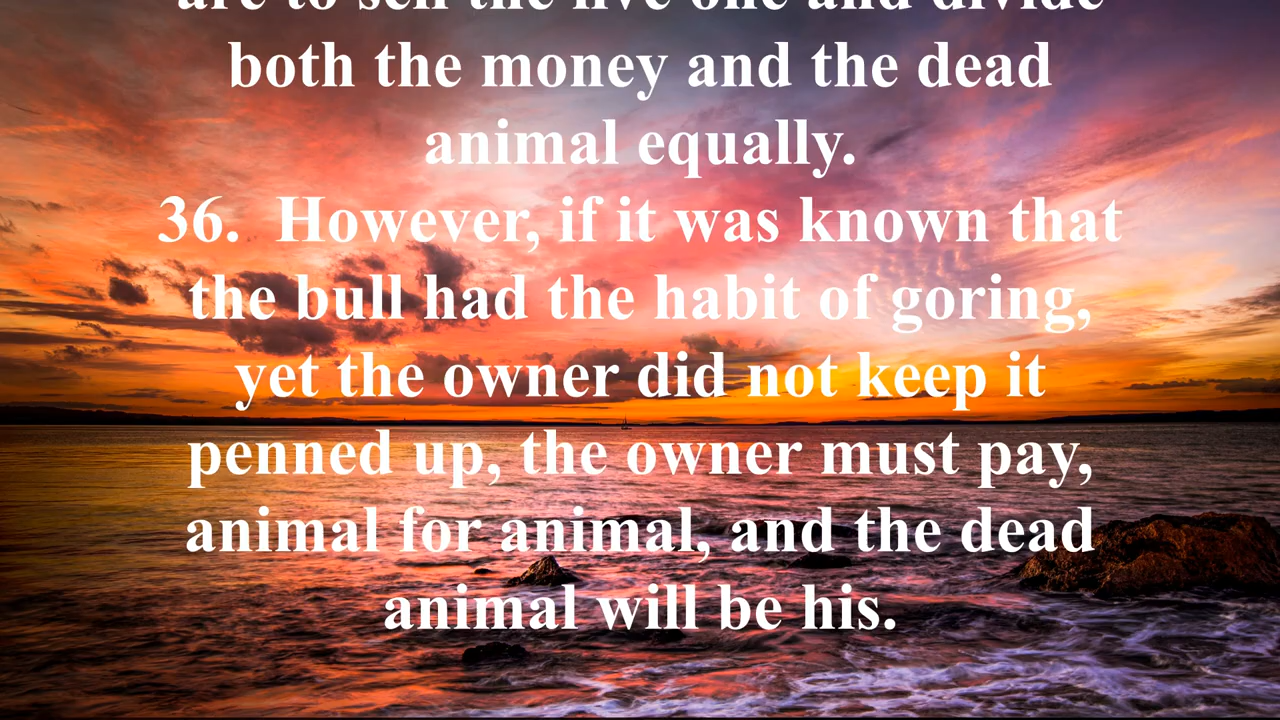 are to sell the live one and divide
both the money and the dead
animal equally.
36.  However, if it was known that
the bull had the habit of goring,
yet the owner did not keep it
penned up, the owner must pay,
animal for animal, and the dead
animal will be his.